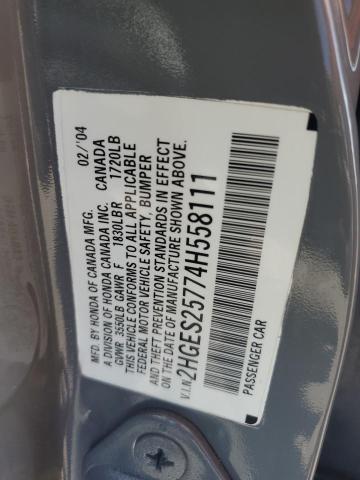 MFD. BY HONDA OF CANADA MFG. 02/'04
A DIVISION OF HONDA CANADA INC. CANADA
GVWR 3550LB GAWR F 1830LBR 1720LB
THIS VEHICLE CONFORMS TO ALL APPLICABLE
FEDERAL MOTOR VEHICLE SAFETY, BUMPER
AND THEFT PREVENTION STANDARDS IN EFFECT
ON THE DATE OF MANUFACTURE SHOWN ABOVE.
V.I.N. 2HGES25774H558111
PASSENGER CAR